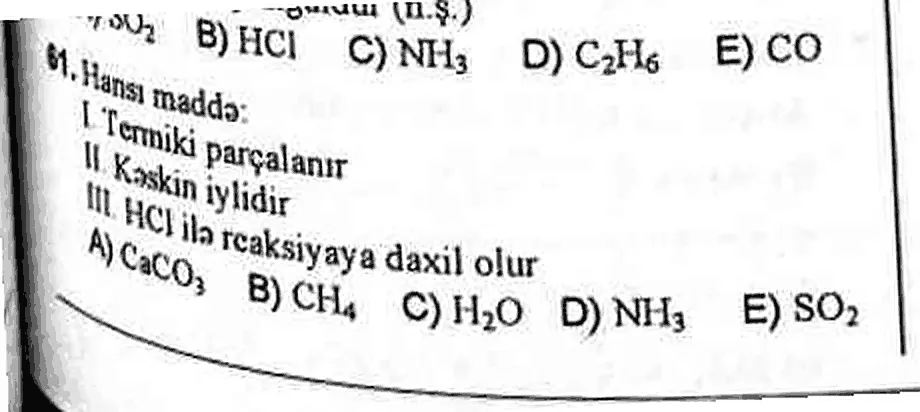 (n.ş.)
SO₂ B) HCl C) NH₃ D) C₂H₆ E) CO
61. Hansı maddə:
I. Termiki parçalanır
II. Kəskin iylidir
III. HCl ilə reaksiyaya daxil olur
A) CaCO₃ B) CH₄ C) H₂O D) NH₃ E) SO₂